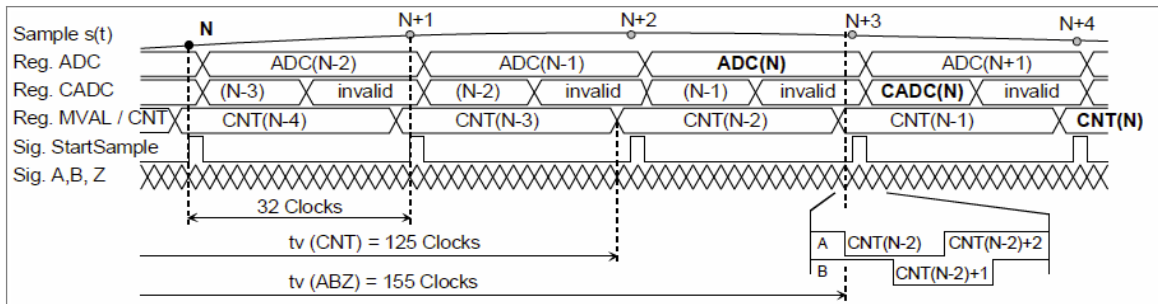 N N+1 N+2 N+3 N+4
Sample s(t)
Reg. ADC ADC(N-2) ADC(N-1) ADC(N) ADC(N+1)
Reg. CADC (N-3) invalid (N-2) invalid (N-1) invalid CADC(N) invalid
Reg. MVAL / CNT CNT(N-4) CNT(N-3) CNT(N-2) CNT(N-1) CNT(N)
Sig. StartSample
Sig. A,B, Z
32 Clocks
tv (CNT) = 125 Clocks
A CNT(N-2) CNT(N-2)+2
B CNT(N-2)+1
tv (ABZ) = 155 Clocks